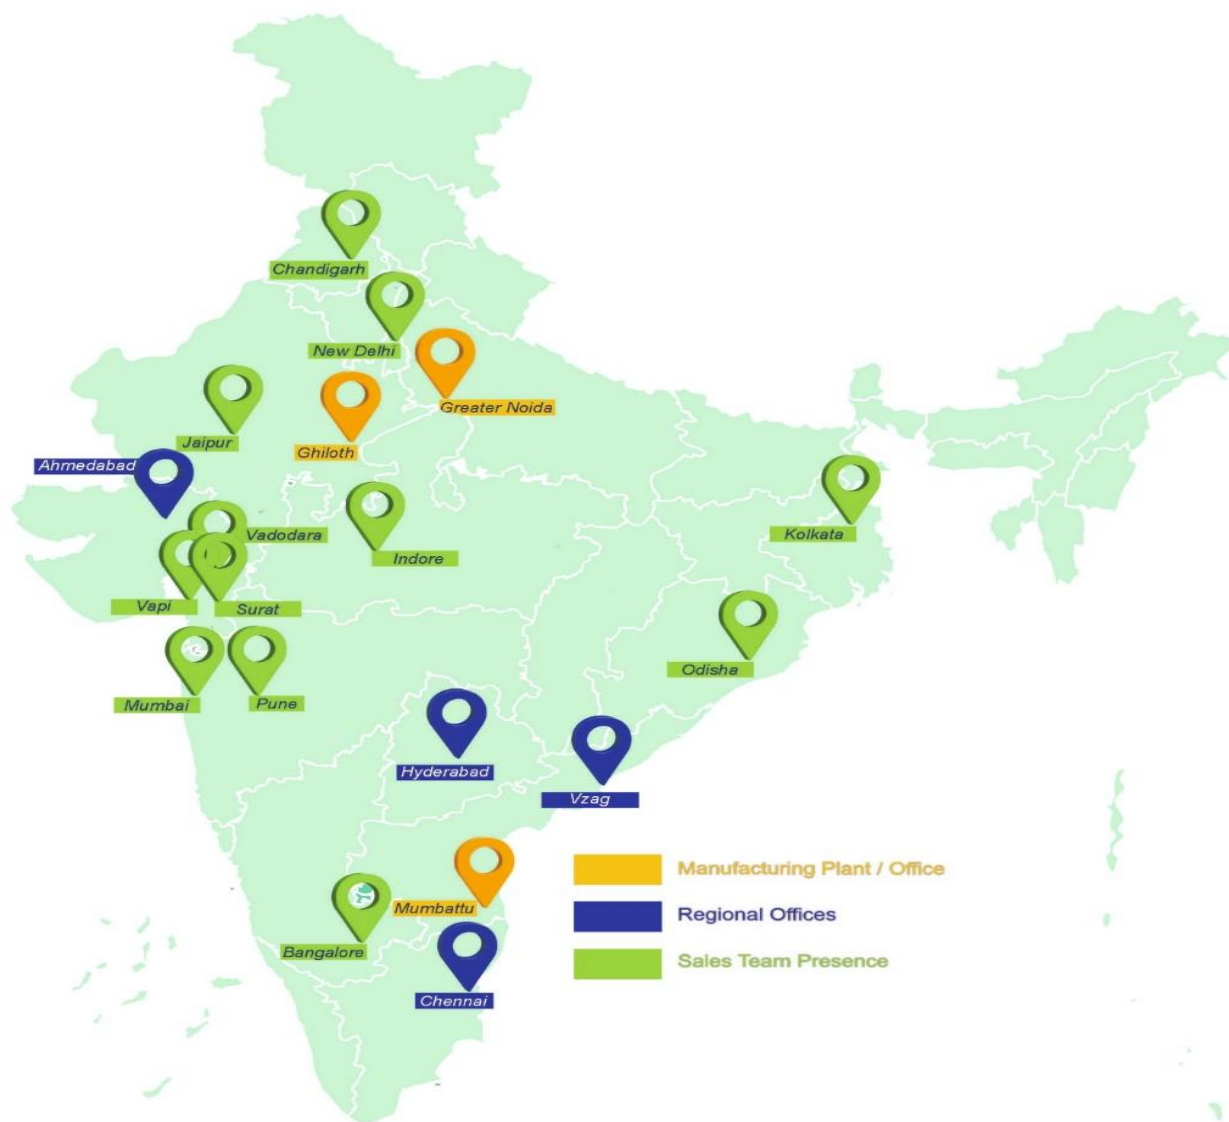 Chandigarh
New Delhi
Greater Noida
Jaipur
Ghiloth
Ahmedabad
Vadodara
Kolkata
Indore
Vapi
Surat
Odisha
Mumbai
Pune
Hyderabad
Vzag
Manufacturing Plant / Office
Mumbattu
Regional Offices
Bangalore
Sales Team Presence
Chennai